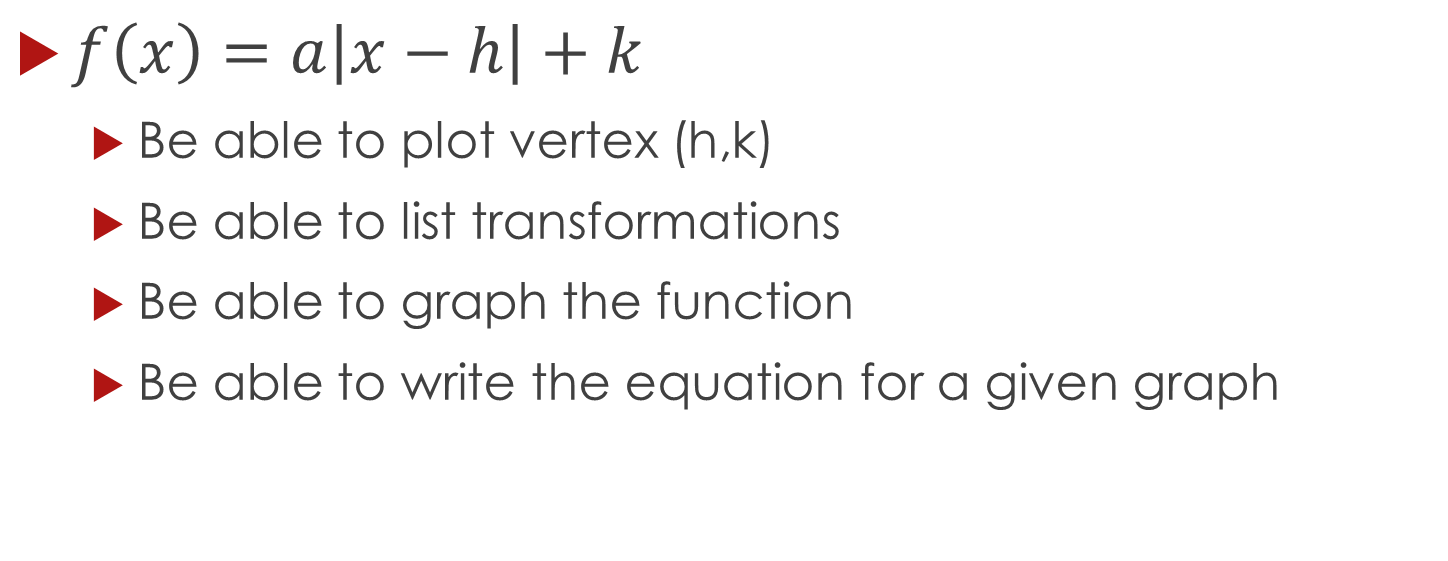 ▶ 𝑓(𝑥) = 𝑎|𝑥 − ℎ| + 𝑘
▶ Be able to plot vertex (h,k)
▶ Be able to list transformations
▶ Be able to graph the function
▶ Be able to write the equation for a given graph